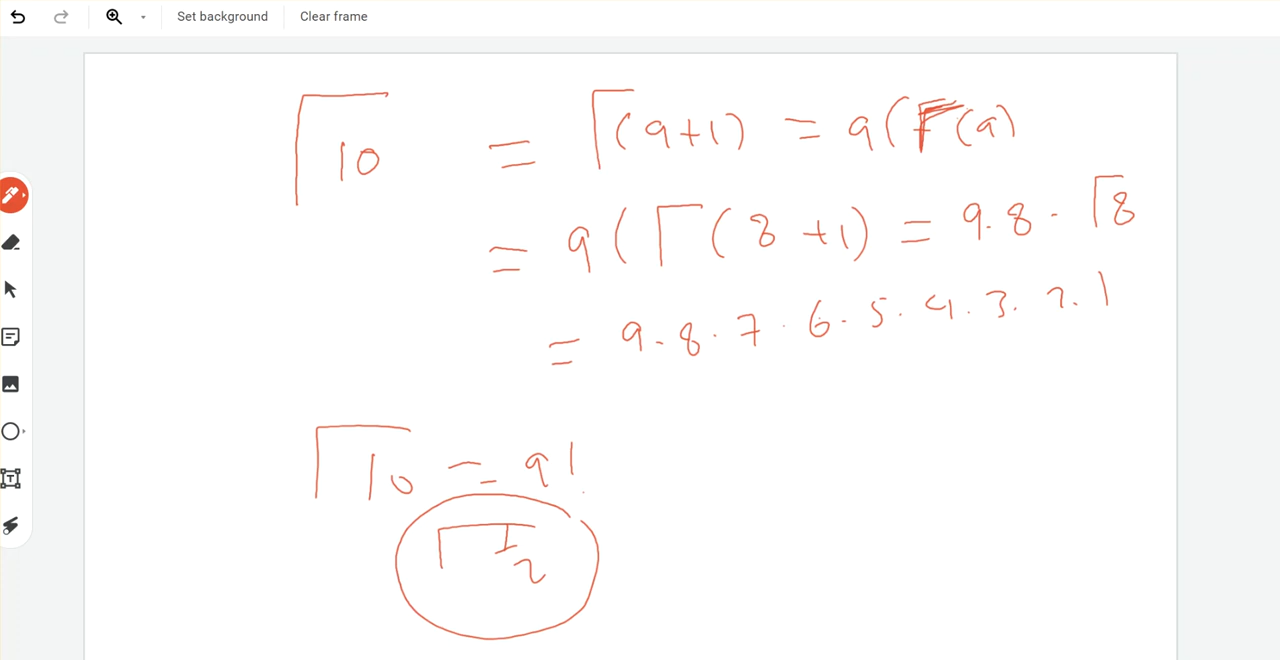 Set background Clear frame
Γ10 = Γ(9+1) = 9(Γ(9)
= 9(Γ(8+1) = 9.8.Γ8
= 9.8.7.6.5.4.3.2.1
Γ10 = 9!
Γ1/2